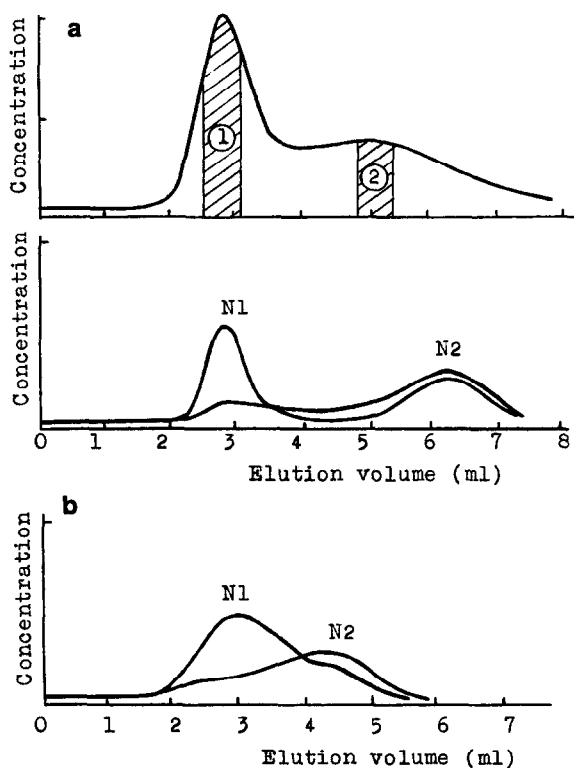 a
Concentration
1
2
Concentration
N1
N2
0 1 2 3 4 5 6 7 8
Elution volume (ml)
b
Concentration
N1
N2
0 1 2 3 4 5 6 7
Elution volume (ml)